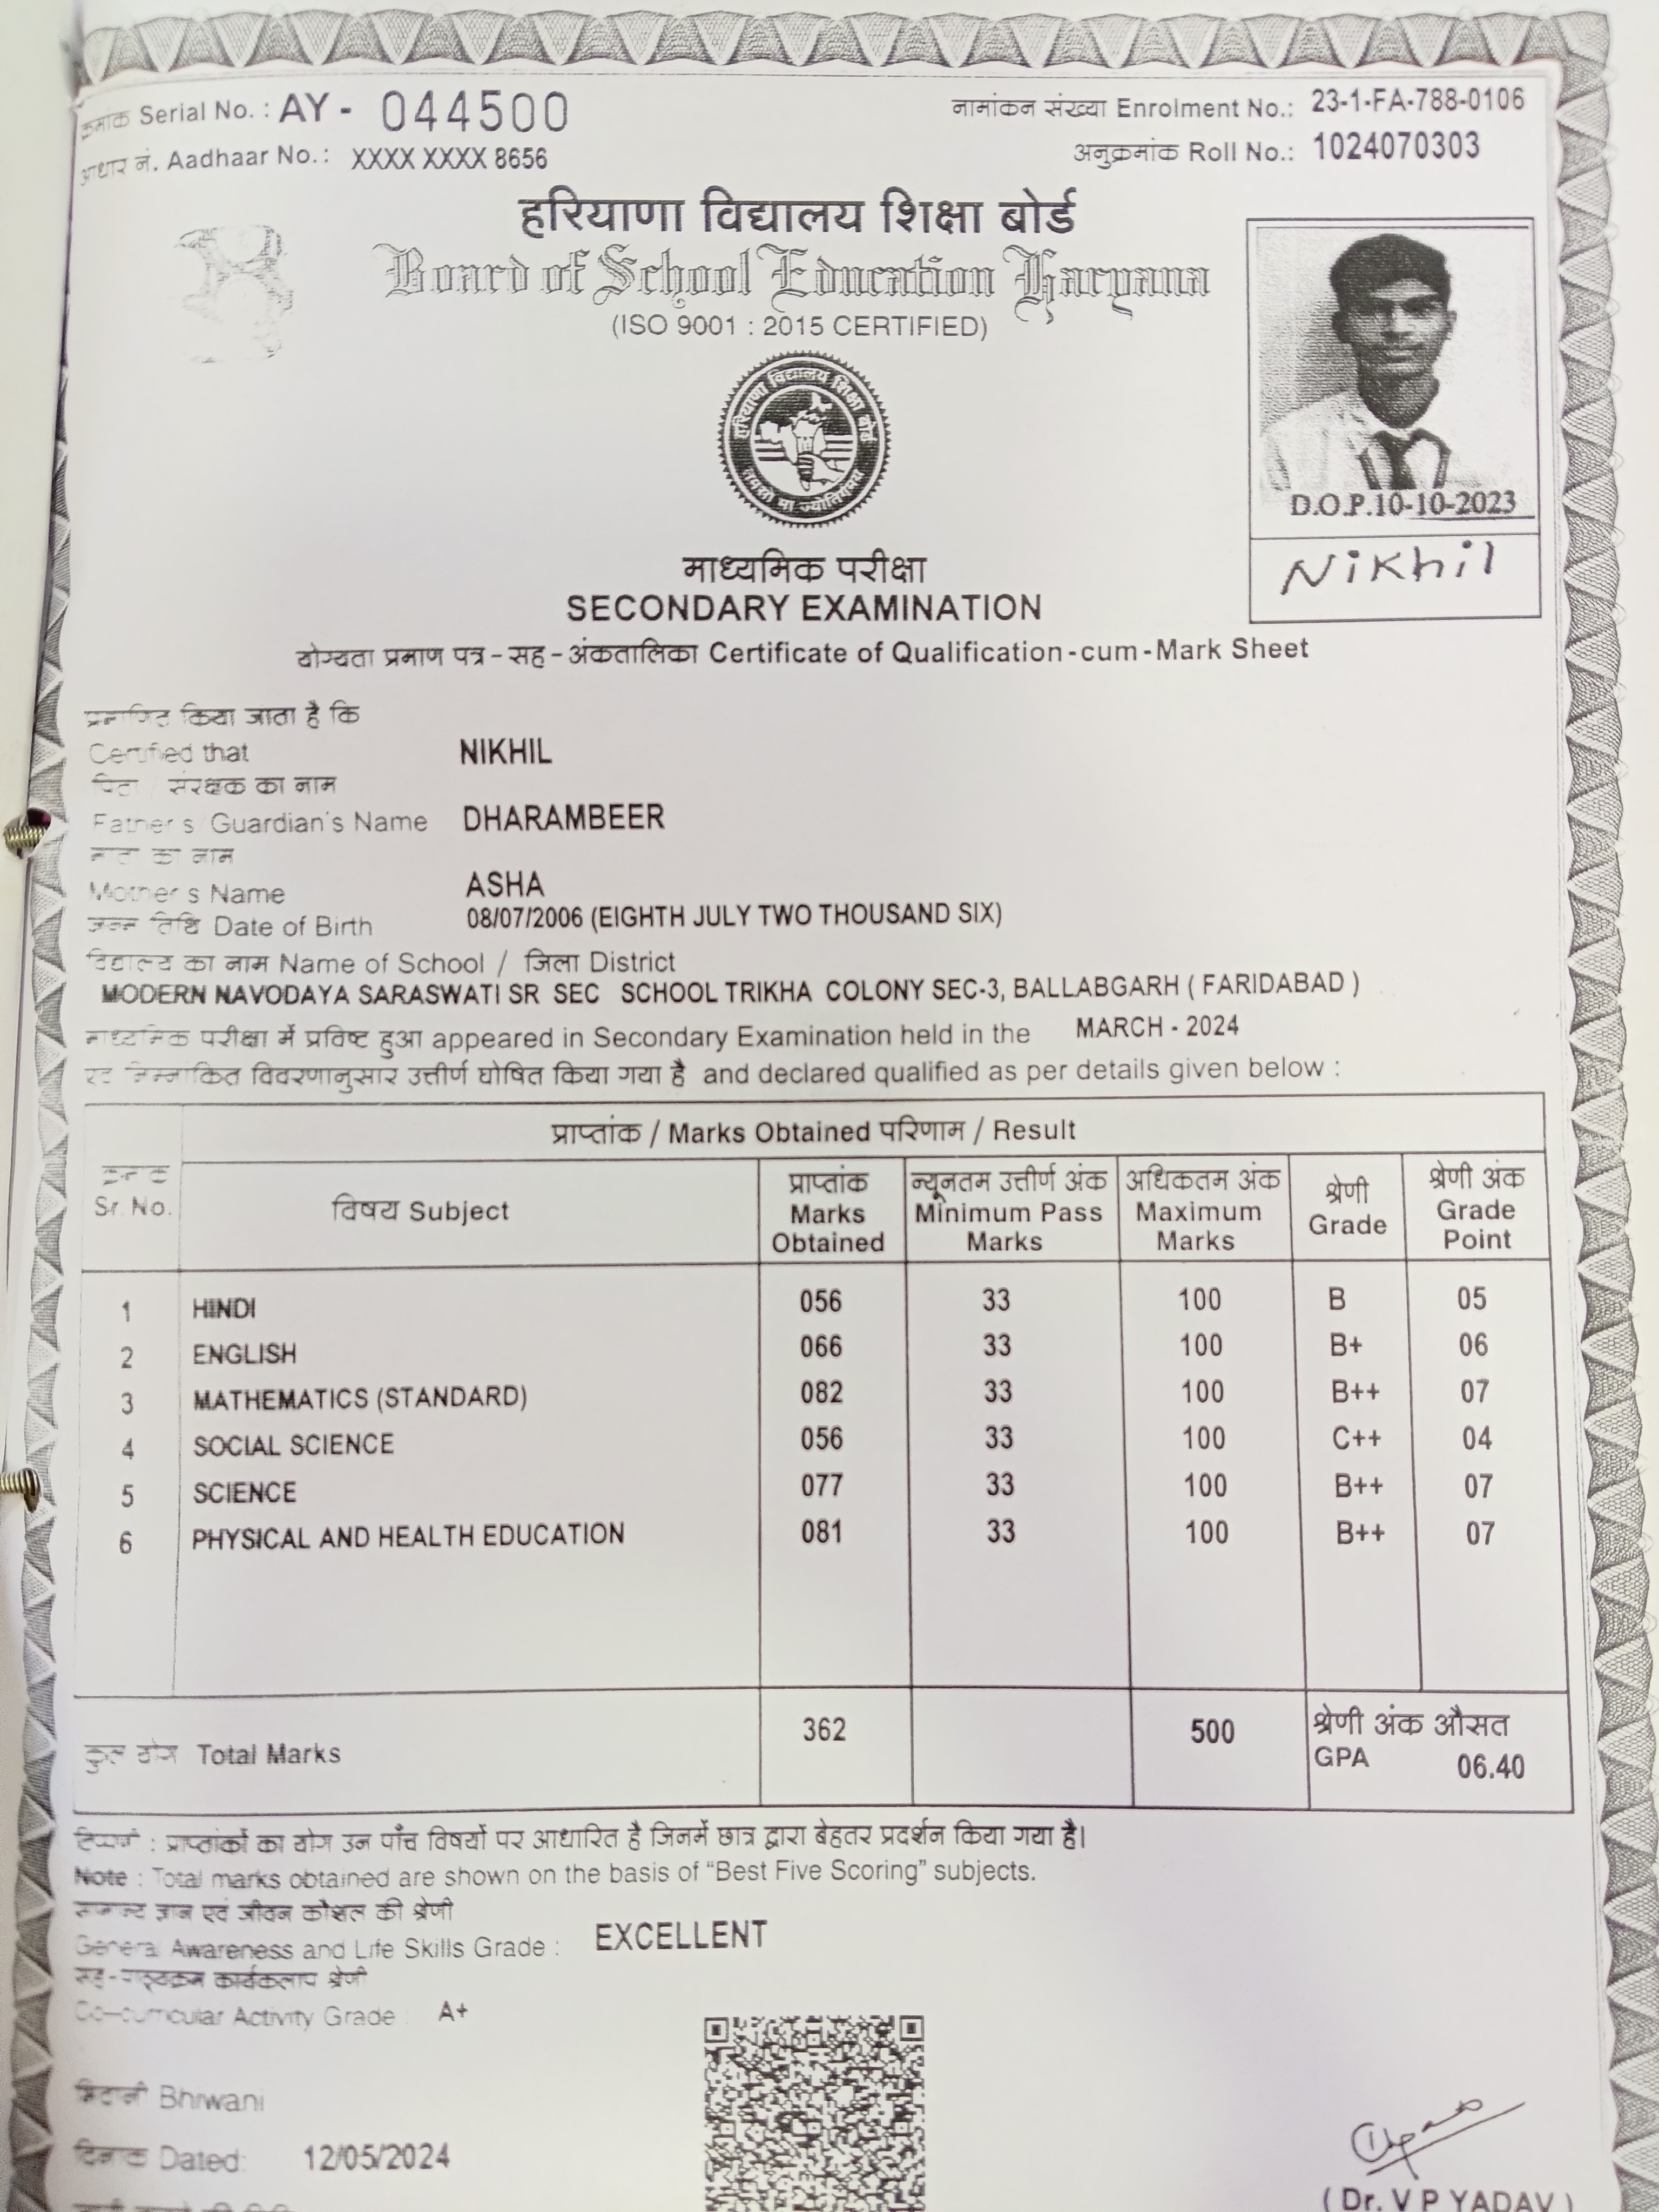 क्रमांक Serial No. : AY - 044500
नामांकन संख्या Enrolment No.: 23-1-FA-788-0106
आधार नं. Aadhaar No.: XXXX XXXX 8656
अनुक्रमांक Roll No.: 1024070303
हरियाणा विद्यालय शिक्षा बोर्ड
Board of School Education Haryana
(ISO 9001 : 2015 CERTIFIED)
हरियाणा विद्यालय शिक्षा बोर्ड
तमसो मा ज्योतिर्गमय
D.O.P.10-10-2023
Nikhil
माध्यमिक परीक्षा
SECONDARY EXAMINATION
योग्यता प्रमाण पत्र - सह - अंकतालिका Certificate of Qualification - cum - Mark Sheet
प्रमाणित किया जाता है कि
Certified that NIKHIL
पिता / संरक्षक का नाम
Father's / Guardian's Name DHARAMBEER
माता का नाम
Mother's Name ASHA
जन्म तिथि Date of Birth 08/07/2006 (EIGHTH JULY TWO THOUSAND SIX)
विद्यालय का नाम Name of School / जिला District
MODERN NAVODAYA SARASWATI SR SEC SCHOOL TRIKHA COLONY SEC-3, BALLABGARH ( FARIDABAD )
माध्यमिक परीक्षा में प्रविष्ट हुआ appeared in Secondary Examination held in the MARCH - 2024
एवं निम्नांकित विवरणानुसार उत्तीर्ण घोषित किया गया है and declared qualified as per details given below :
प्राप्तांक / Marks Obtained परिणाम / Result
क्रमांक Sr. No. विषय Subject प्राप्तांक Marks Obtained न्यूनतम उत्तीर्ण अंक Minimum Pass Marks अधिकतम अंक Maximum Marks श्रेणी Grade श्रेणी अंक Grade Point
1 HINDI 056 33 100 B 05
2 ENGLISH 066 33 100 B+ 06
3 MATHEMATICS (STANDARD) 082 33 100 B++ 07
4 SOCIAL SCIENCE 056 33 100 C++ 04
5 SCIENCE 077 33 100 B++ 07
6 PHYSICAL AND HEALTH EDUCATION 081 33 100 B++ 07
कुल योग Total Marks 362 500 श्रेणी अंक औसत
GPA 06.40
टिप्पणी : प्राप्तांकों का योग उन पाँच विषयों पर आधारित है जिनमें छात्र द्वारा बेहतर प्रदर्शन किया गया है।
Note : Total marks obtained are shown on the basis of “Best Five Scoring” subjects.
सामान्य ज्ञान एवं जीवन कौशल की श्रेणी
General Awareness and Life Skills Grade : EXCELLENT
सह-पाठ्यक्रम कार्यकलाप श्रेणी
Co-curricular Activity Grade : A+
भिवानी Bhiwani
दिनांक Dated: 12/05/2024
( Dr. V P YADAV )